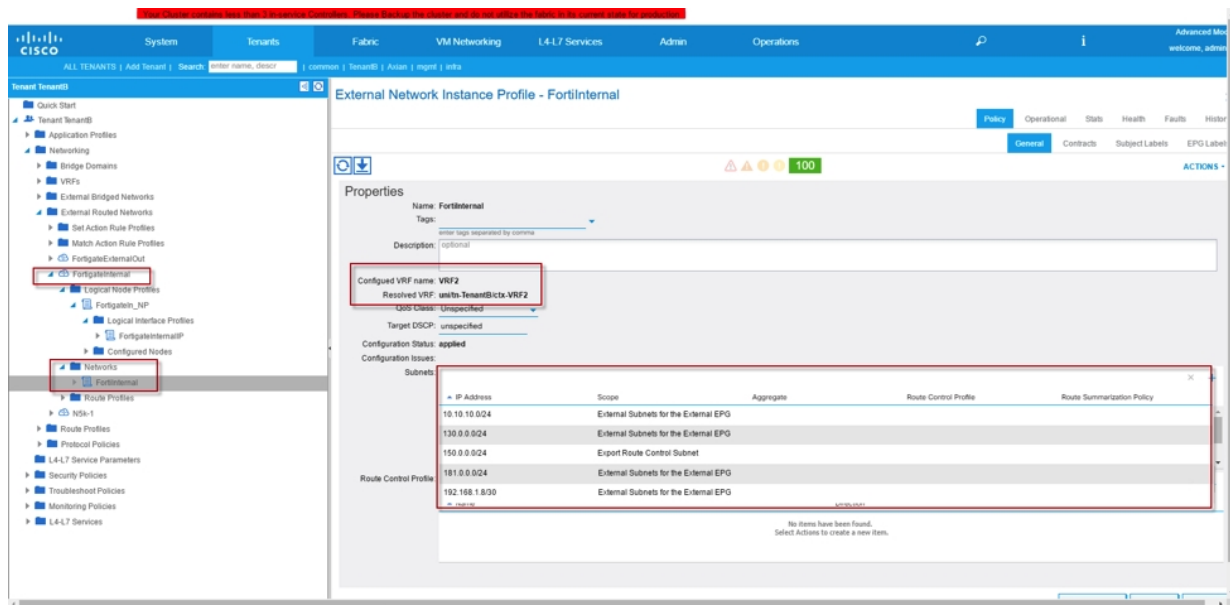 Your Cluster contains less than 3 in-service Controllers. Please Backup the cluster and do not utilize the fabric in its current state for production.
CISCO
System Tenants Fabric VM Networking L4-L7 Services Admin Operations
Advanced Mod
welcome, admin
ALL TENANTS | Add Tenant | Search: enter name, descr | common | TenantB | Avian | mgmt | infra
Tenant TenantB
Quick Start
Tenant TenantB
Application Profiles
Networking
Bridge Domains
VRFs
External Bridged Networks
External Routed Networks
Set Action Rule Profiles
Match Action Rule Profiles
FortigateExternalOut
FortigateInternal
Logical Node Profiles
FortigateIn_NP
Logical Interface Profiles
FortigateInternalIP
Configured Nodes
Networks
FortiInternal
Route Profiles
N5k-1
Route Profiles
Protocol Policies
L4-L7 Service Parameters
Security Policies
Troubleshoot Policies
Monitoring Policies
L4-L7 Services
External Network Instance Profile - FortiInternal
Policy Operational Stats Health Faults Histor
General Contracts Subject Labels EPG Labels
100
ACTIONS
Properties
Name: FortiInternal
Tags:
enter tags separated by comma
Description: optional
Configued VRF name: VRF2
Resolved VRF: uni/tn-TenantB/ctx-VRF2
QoS Class: Unspecified
Target DSCP: unspecified
Configuration Status: applied
Configuration Issues:
Subnets:
IP Address Scope Aggregate Route Control Profile Route Summarization Policy
10.10.10.0/24 External Subnets for the External EPG
130.0.0.0/24 External Subnets for the External EPG
150.0.0.0/24 Export Route Control Subnet
181.0.0.0/24 External Subnets for the External EPG
192.168.1.8/30 External Subnets for the External EPG
Route Control Profile:
No items have been found.
Select Actions to create a new item.